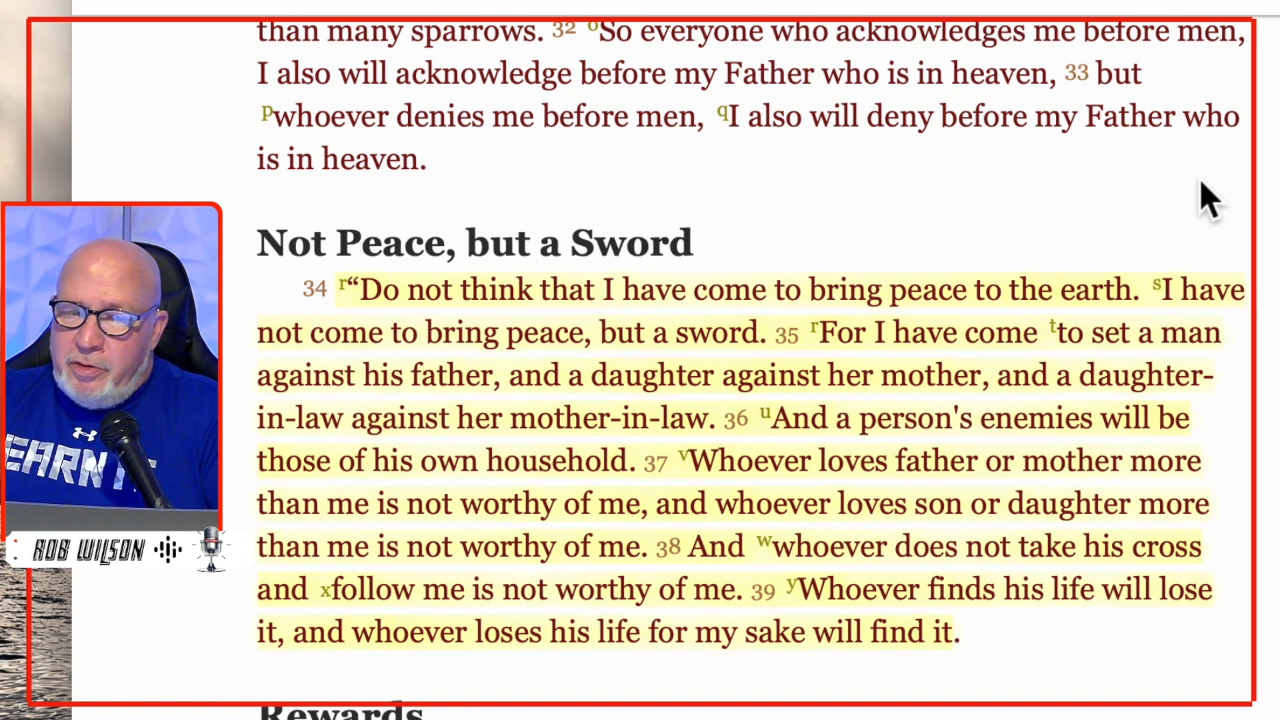 than many sparrows. 32 oSo everyone who acknowledges me before men,
I also will acknowledge before my Father who is in heaven, 33 but
pwhoever denies me before men, qI also will deny before my Father who
is in heaven.
Not Peace, but a Sword
34 r“Do not think that I have come to bring peace to the earth. sI have
not come to bring peace, but a sword. 35 rFor I have come tto set a man
against his father, and a daughter against her mother, and a daughter-
in-law against her mother-in-law. 36 uAnd a person's enemies will be
those of his own household. 37 vWhoever loves father or mother more
than me is not worthy of me, and whoever loves son or daughter more
than me is not worthy of me. 38 And wwhoever does not take his cross
and xfollow me is not worthy of me. 39 yWhoever finds his life will lose
it, and whoever loses his life for my sake will find it.
Rewards
EARN IT
ROB WILSON